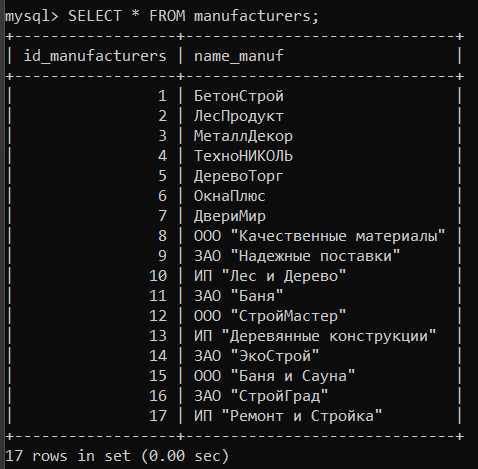 mysql> SELECT * FROM manufacturers;
+------------------+----------------------------+
| id_manufacturers | name_manuf                 |
+------------------+----------------------------+
|                1 | БетонСтрой                 |
|                2 | ЛесПродукт                 |
|                3 | МеталлДекор                |
|                4 | ТехноНИКОЛЬ                |
|                5 | ДеревоТорг                 |
|                6 | ОкнаПлюс                   |
|                7 | ДвериМир                   |
|                8 | ООО "Качественные материалы" |
|                9 | ЗАО "Надежные поставки"    |
|               10 | ИП "Лес и Дерево"          |
|               11 | ЗАО "Баня"                 |
|               12 | ООО "СтройМастер"          |
|               13 | ИП "Деревянные конструкции" |
|               14 | ЗАО "ЭкоСтрой"             |
|               15 | ООО "Баня и Сауна"         |
|               16 | ЗАО "СтройГрад"            |
|               17 | ИП "Ремонт и Стройка"      |
+------------------+----------------------------+
17 rows in set (0.00 sec)